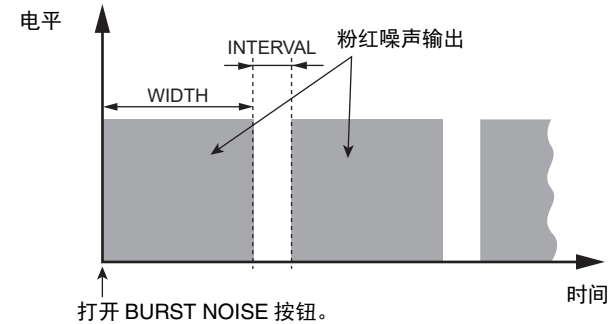 电平
粉红噪声输出
INTERVAL
WIDTH
时间
打开 BURST NOISE 按钮。